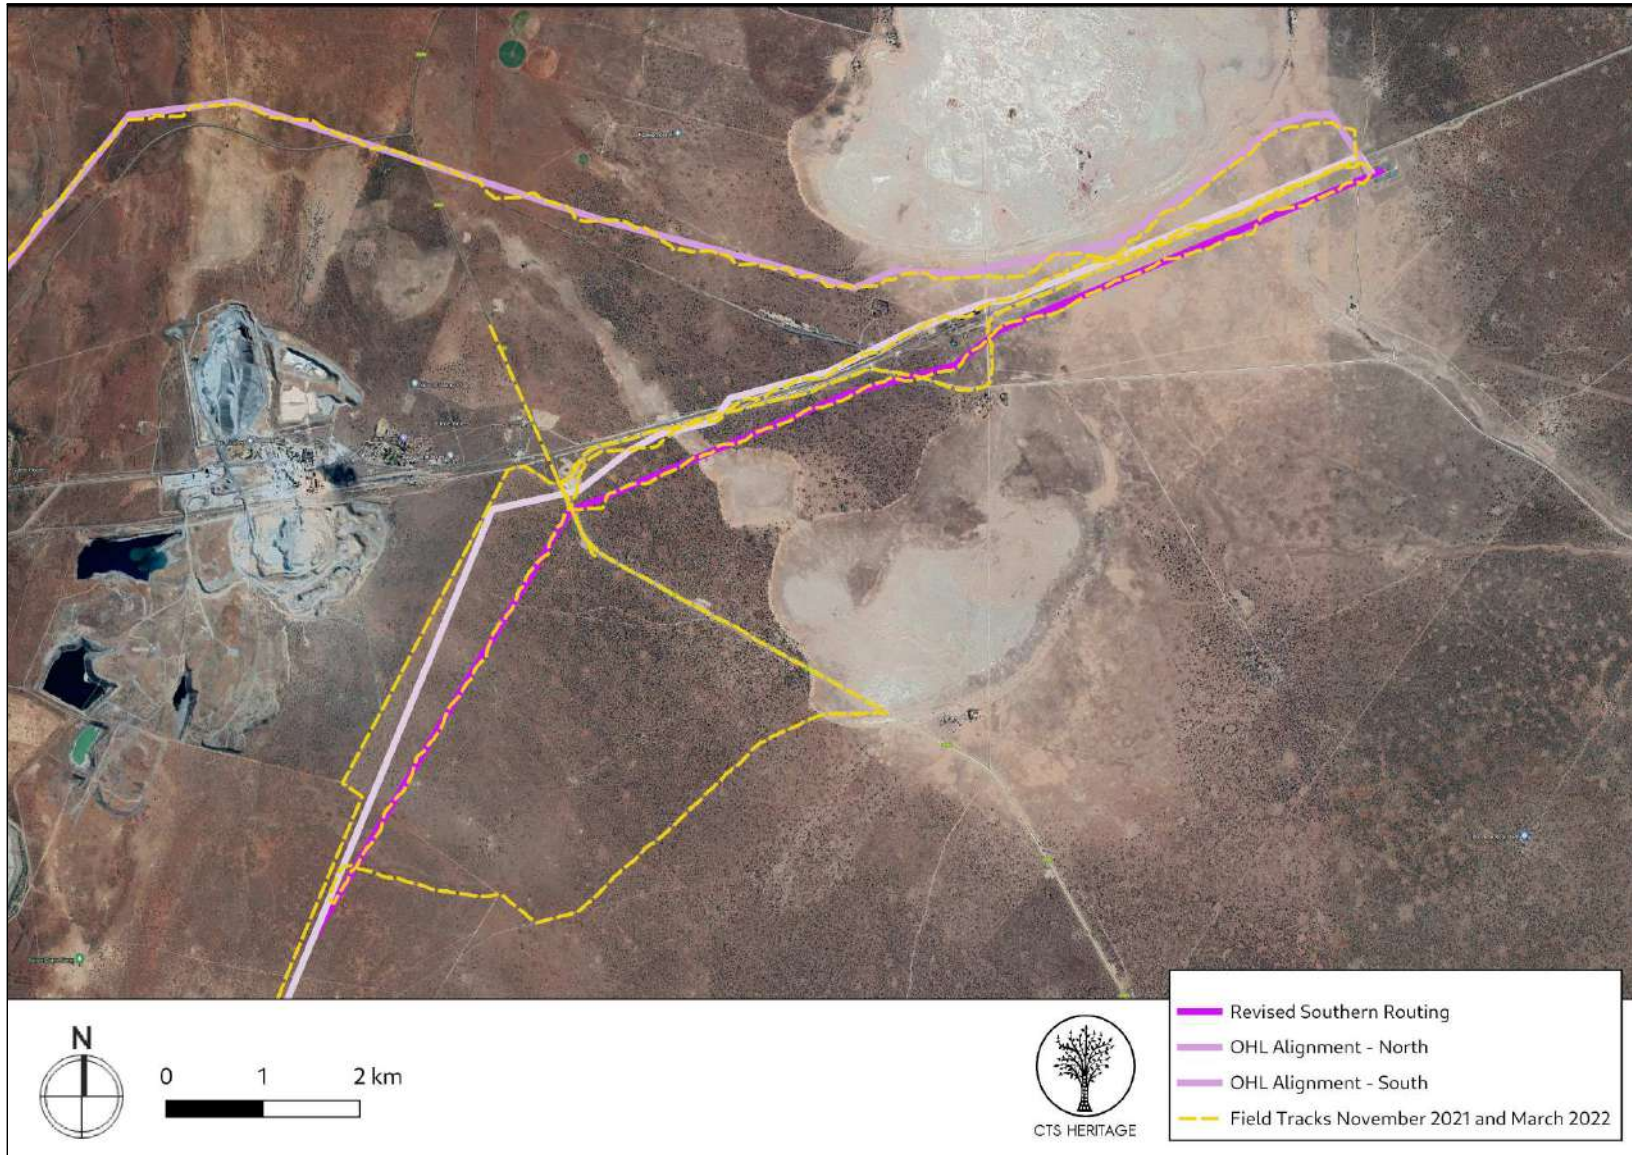 N
0 1 2 km
CTS HERITAGE
Revised Southern Routing
OHL Alignment - North
OHL Alignment - South
Field Tracks November 2021 and March 2022